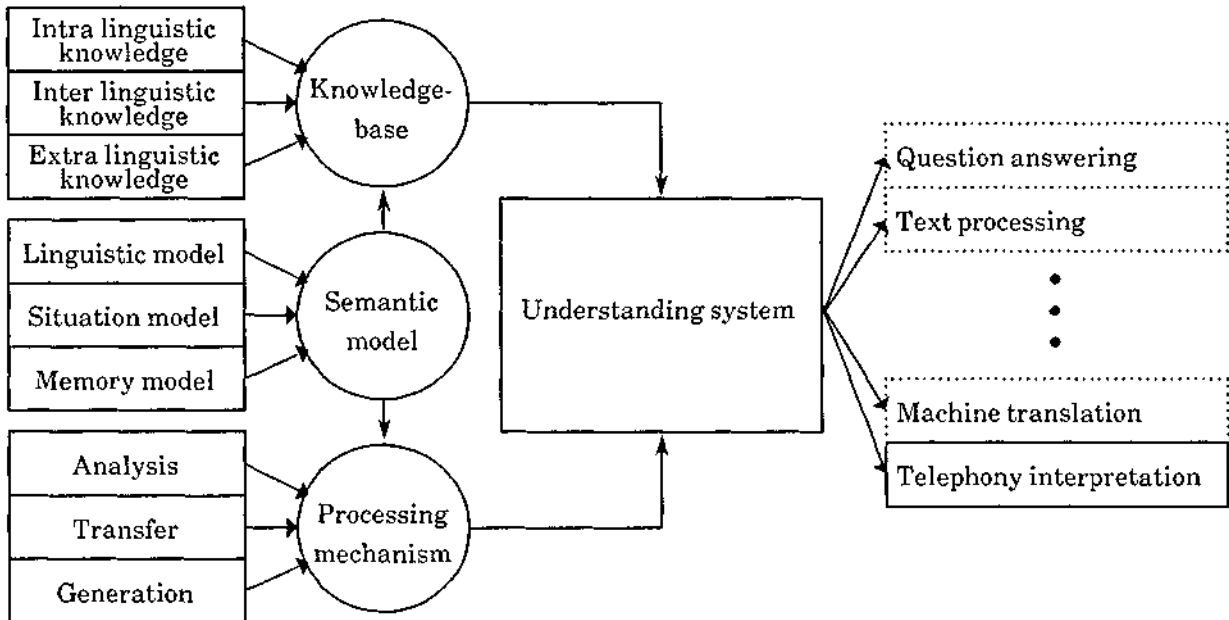 Intra linguistic
knowledge
Inter linguistic
knowledge
Extra linguistic
knowledge
Knowledge-
base
Linguistic model
Situation model
Memory model
Semantic
model
Analysis
Transfer
Generation
Processing
mechanism
Understanding system
Question answering
Text processing
Machine translation
Telephony interpretation